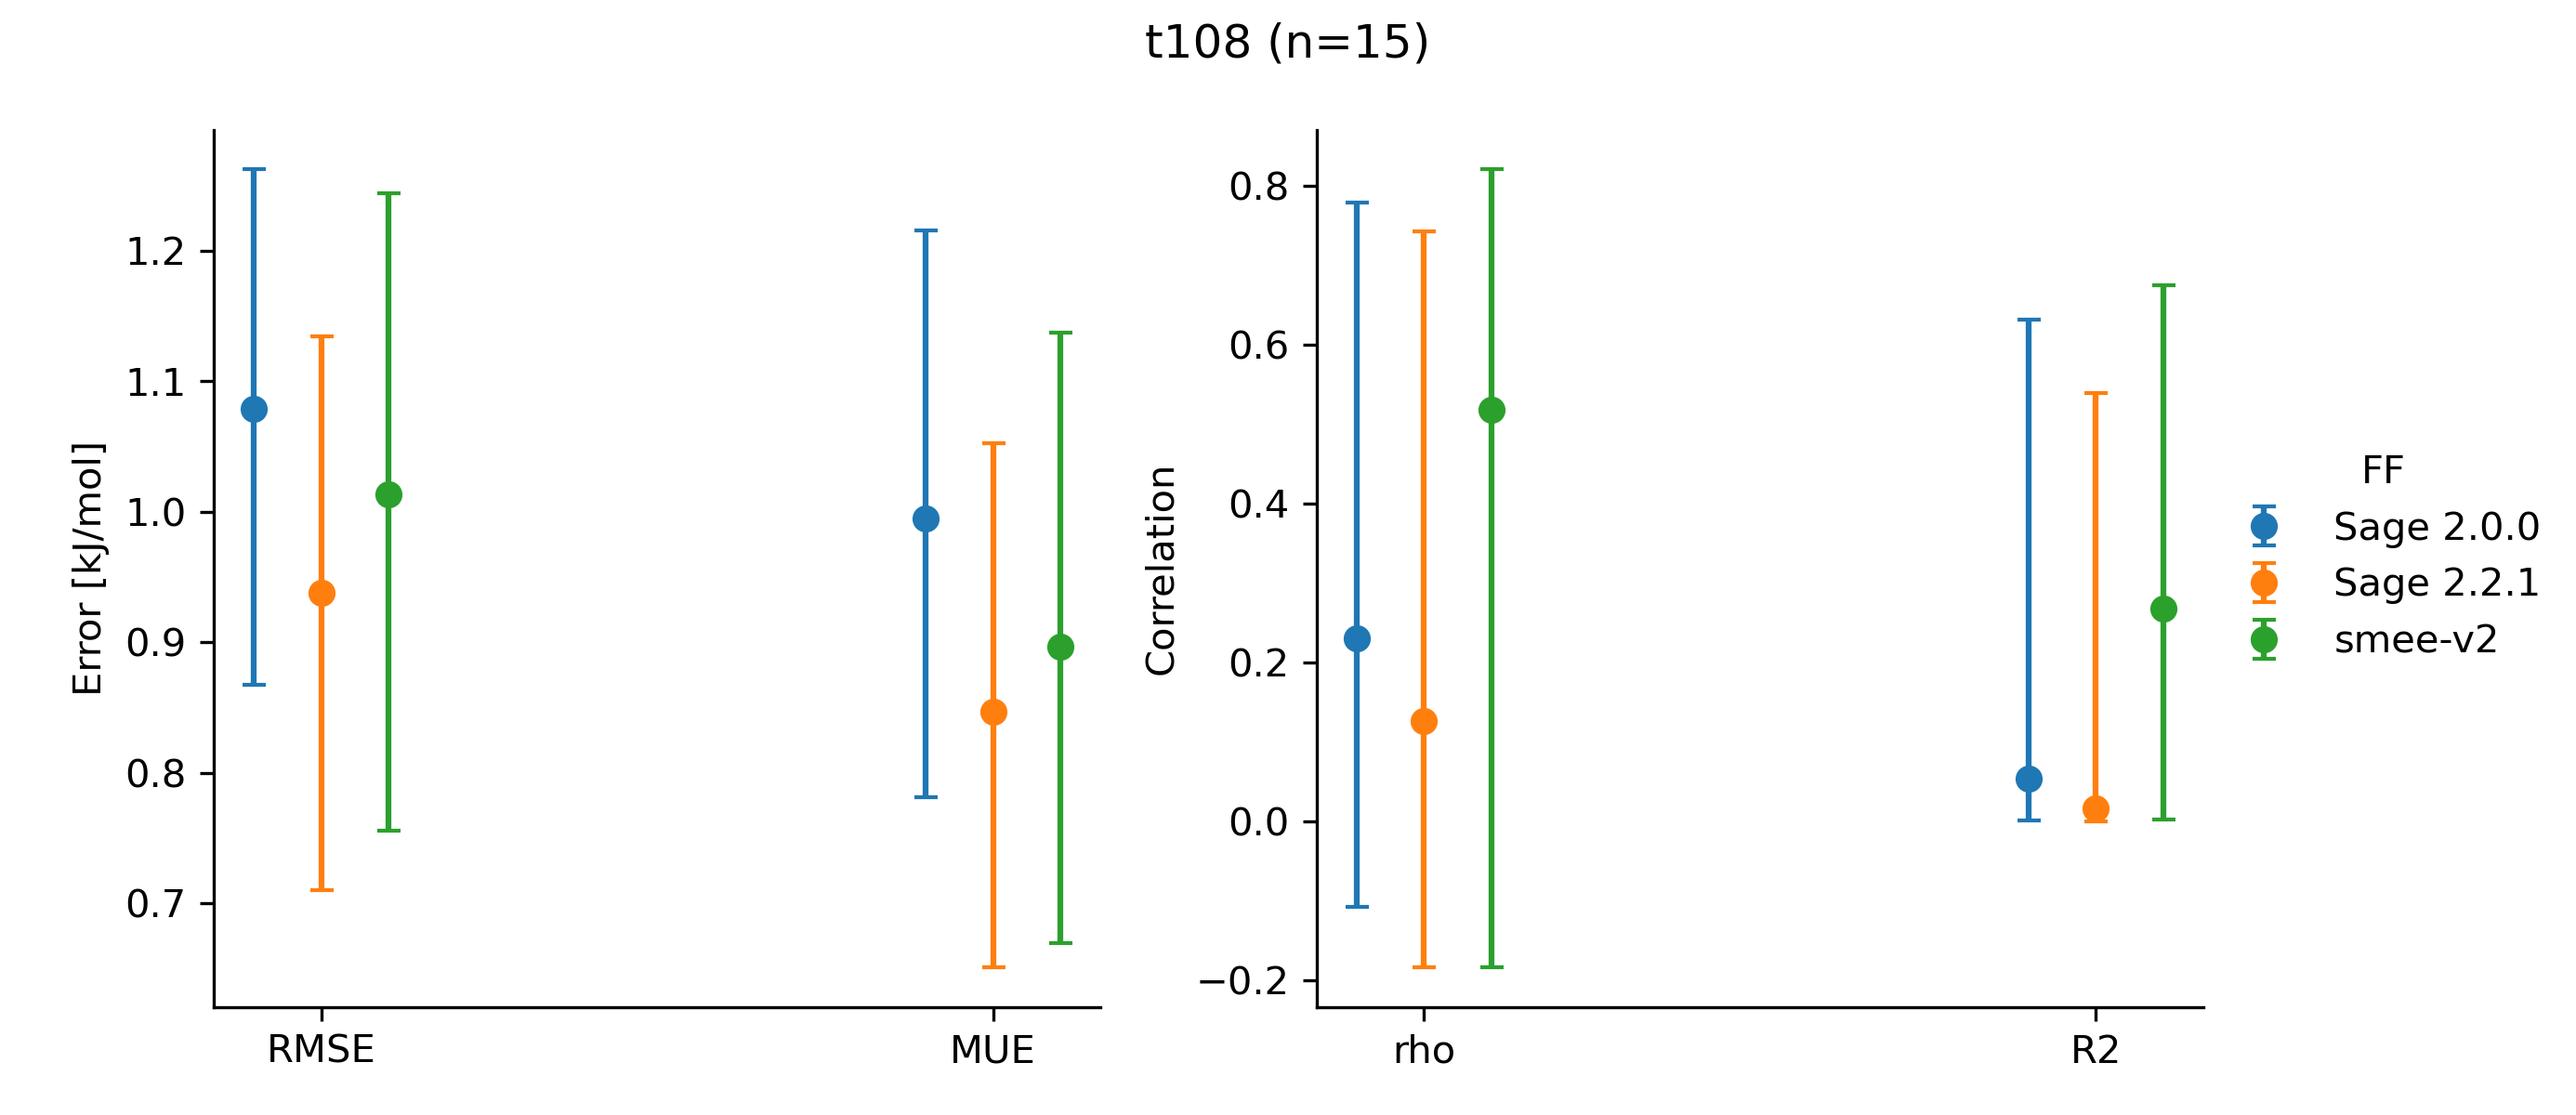 t108 (n=15)
Error [kJ/mol]
1.2
1.1
1.0
0.9
0.8
0.7
RMSE
MUE
Correlation
0.8
0.6
0.4
0.2
0.0
−0.2
rho
R2
FF
Sage 2.0.0
Sage 2.2.1
smee-v2